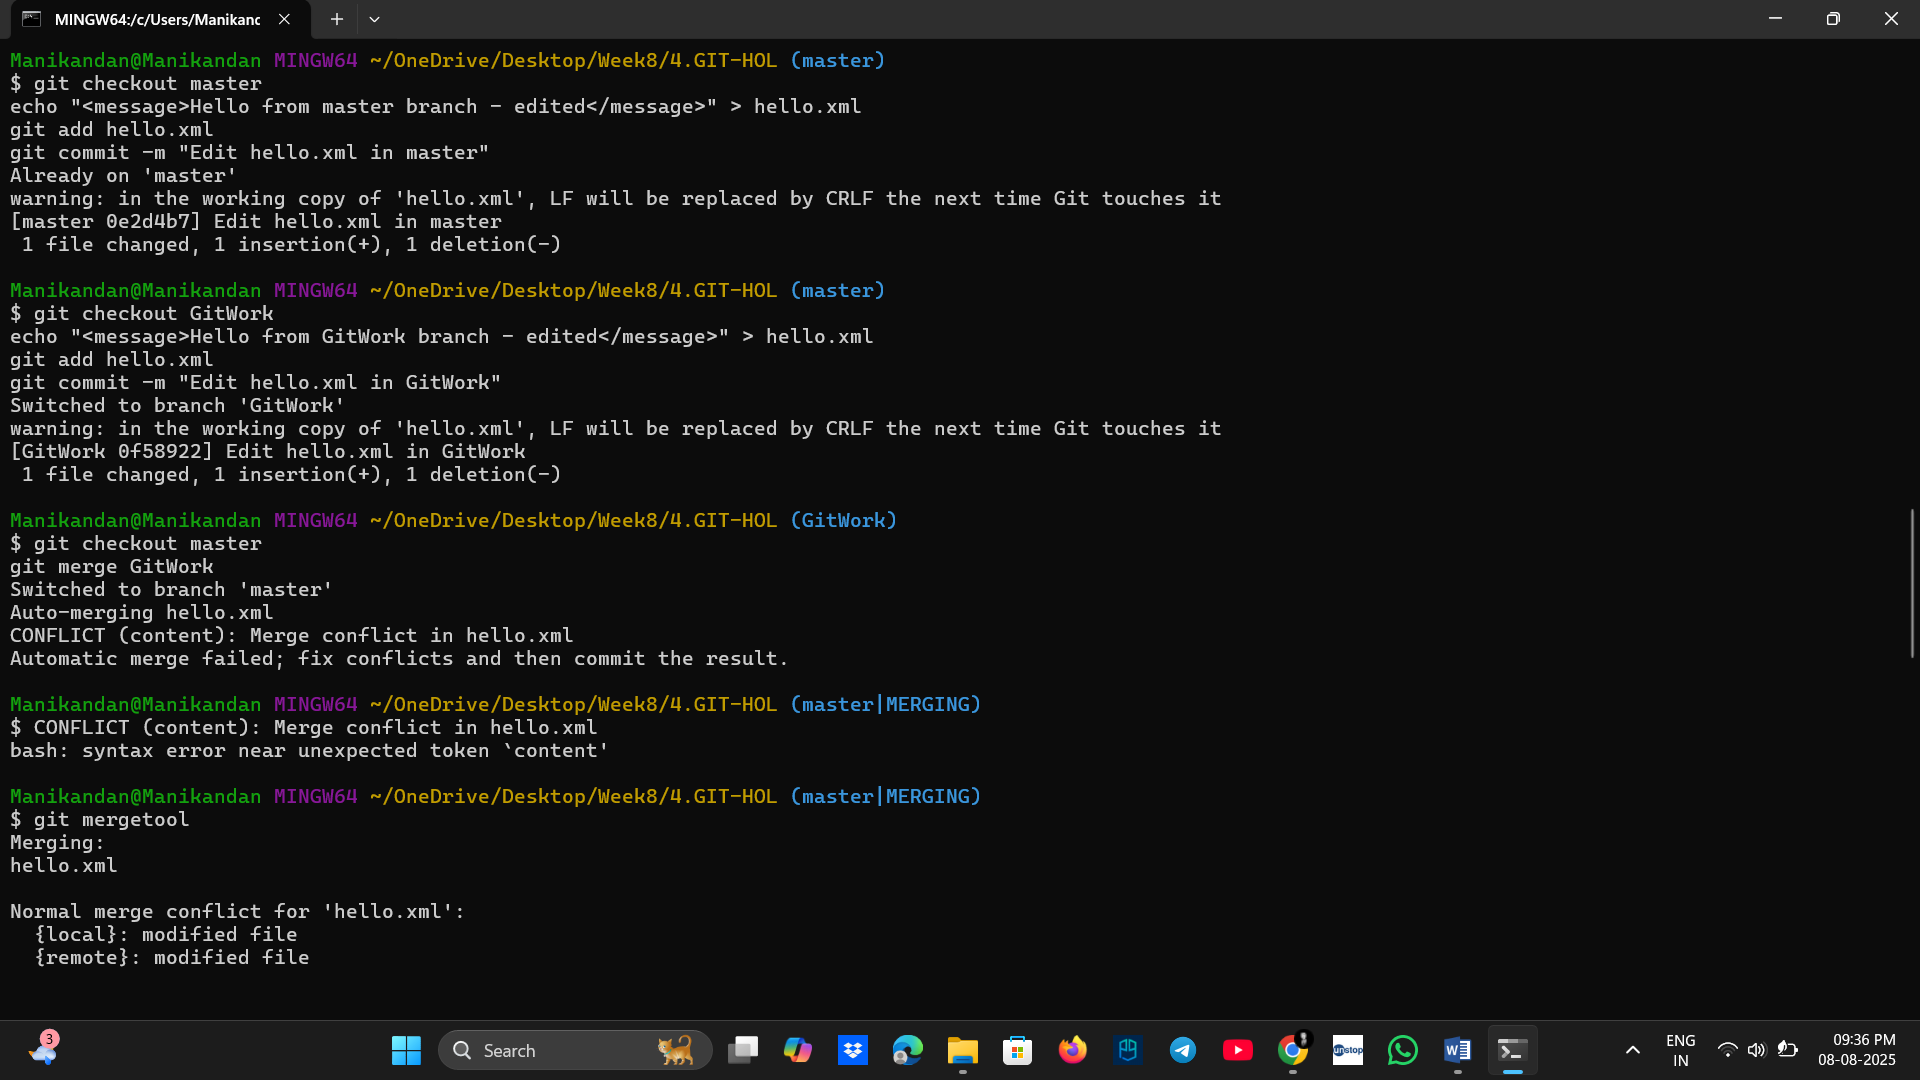 MINGW64:/c/Users/Manikanc
Manikandan@Manikandan MINGW64 ~/OneDrive/Desktop/Week8/4.GIT-HOL (master)
$ git checkout master
echo "<message>Hello from master branch - edited</message>" > hello.xml
git add hello.xml
git commit -m "Edit hello.xml in master"
Already on 'master'
warning: in the working copy of 'hello.xml', LF will be replaced by CRLF the next time Git touches it
[master 0e2d4b7] Edit hello.xml in master
 1 file changed, 1 insertion(+), 1 deletion(-)
Manikandan@Manikandan MINGW64 ~/OneDrive/Desktop/Week8/4.GIT-HOL (master)
$ git checkout GitWork
echo "<message>Hello from GitWork branch - edited</message>" > hello.xml
git add hello.xml
git commit -m "Edit hello.xml in GitWork"
Switched to branch 'GitWork'
warning: in the working copy of 'hello.xml', LF will be replaced by CRLF the next time Git touches it
[GitWork 0f58922] Edit hello.xml in GitWork
 1 file changed, 1 insertion(+), 1 deletion(-)
Manikandan@Manikandan MINGW64 ~/OneDrive/Desktop/Week8/4.GIT-HOL (GitWork)
$ git checkout master
git merge GitWork
Switched to branch 'master'
Auto-merging hello.xml
CONFLICT (content): Merge conflict in hello.xml
Automatic merge failed; fix conflicts and then commit the result.
Manikandan@Manikandan MINGW64 ~/OneDrive/Desktop/Week8/4.GIT-HOL (master|MERGING)
$ CONFLICT (content): Merge conflict in hello.xml
bash: syntax error near unexpected token `content'
Manikandan@Manikandan MINGW64 ~/OneDrive/Desktop/Week8/4.GIT-HOL (master|MERGING)
$ git mergetool
Merging:
hello.xml
Normal merge conflict for 'hello.xml':
  {local}: modified file
  {remote}: modified file
3
Search
unstop
W
ENG
IN
09:36 PM
08-08-2025